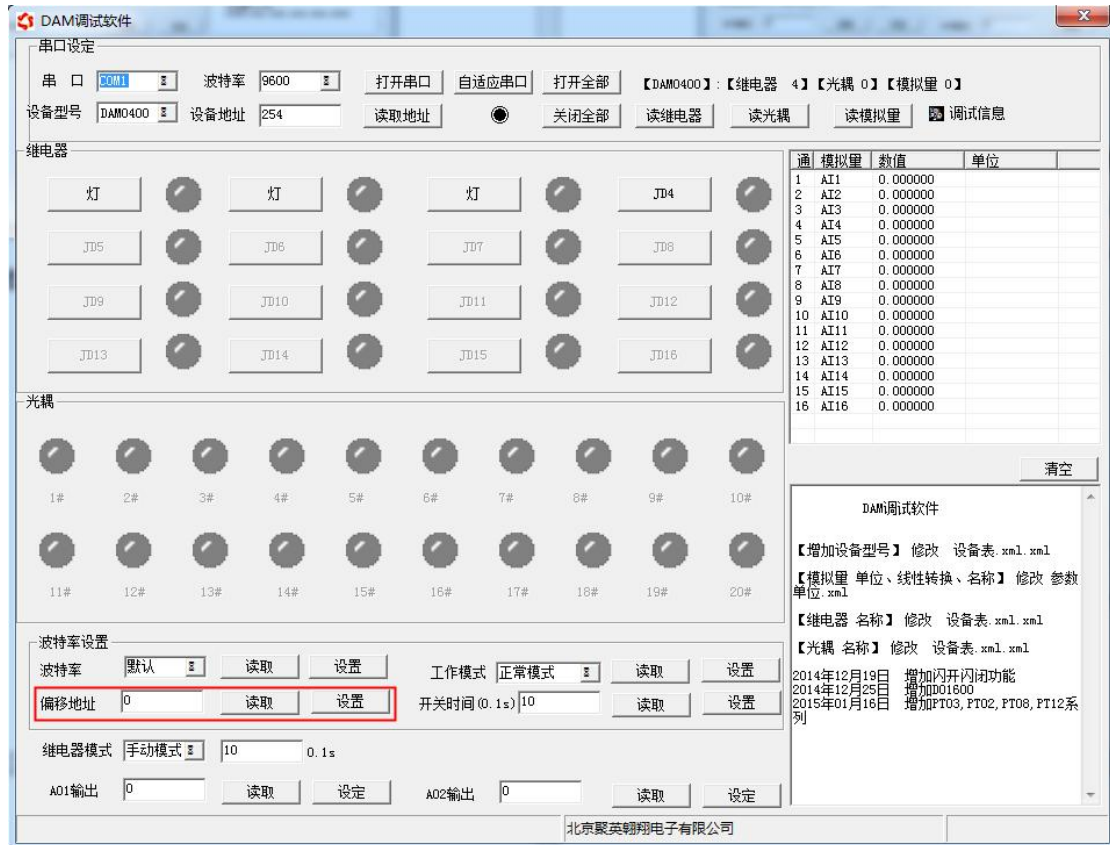 DAM调试软件
串口设定
串 口 COM1 波特率 9600 打开串口 自适应串口 打开全部 【DAM0400】:【继电器 4】【光耦 0】【模拟量 0】
设备型号 DAM0400 设备地址 254 读取地址 关闭全部 读继电器 读光耦 读模拟量 调试信息
继电器
灯 灯 灯 JD4
JD5 JD6 JD7 JD8
JD9 JD10 JD11 JD12
JD13 JD14 JD15 JD16
通 模拟量 数值 单位
1 AI1 0.000000
2 AI2 0.000000
3 AI3 0.000000
4 AI4 0.000000
5 AI5 0.000000
6 AI6 0.000000
7 AI7 0.000000
8 AI8 0.000000
9 AI9 0.000000
10 AI10 0.000000
11 AI11 0.000000
12 AI12 0.000000
13 AI13 0.000000
14 AI14 0.000000
15 AI15 0.000000
16 AI16 0.000000
清空
光耦
1# 2# 3# 4# 5# 6# 7# 8# 9# 10#
11# 12# 13# 14# 15# 16# 17# 18# 19# 20#
DAM调试软件
【增加设备型号】 修改 设备表.xml.xml
【模拟量 单位、线性转换、名称】 修改 参数
单位.xml
【继电器 名称】 修改 设备表.xml.xml
【光耦 名称】 修改 设备表.xml.xml
2014年12月19日 增加闪开闪闭功能
2014年12月25日 增加DO1600
2015年01月16日 增加PT03,PT02,PT08,PT12系
列
波特率设置
波特率 默认 读取 设置 工作模式 正常模式 读取 设置
偏移地址 0 读取 设置 开关时间(0.1s) 10 读取 设置
继电器模式 手动模式 10 0.1s
AO1输出 0 读取 设定 AO2输出 0 读取 设定
北京聚英翱翔电子有限公司